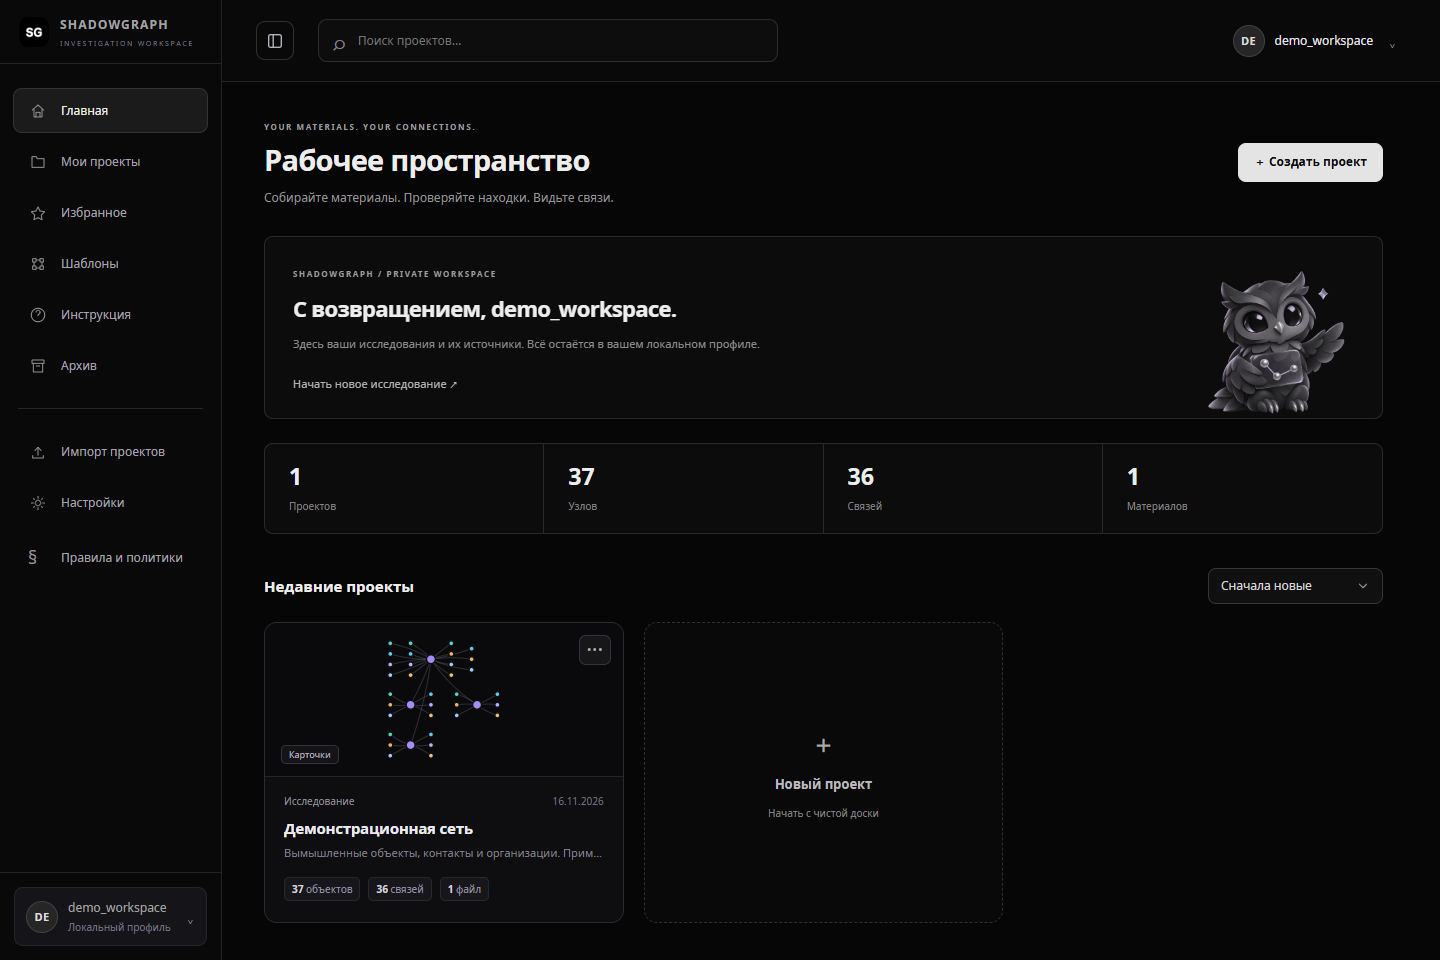 SG
SHADOWGRAPH
INVESTIGATION WORKSPACE
Главная
Мои проекты
Избранное
Шаблоны
Инструкция
Архив
Импорт проектов
Настройки
§ Правила и политики
DE
demo_workspace
Локальный профиль
Поиск проектов...
DE demo_workspace
YOUR MATERIALS. YOUR CONNECTIONS.
Рабочее пространство
Собирайте материалы. Проверяйте находки. Видьте связи.
+ Создать проект
SHADOWGRAPH / PRIVATE WORKSPACE
С возвращением, demo_workspace.
Здесь ваши исследования и их источники. Всё остаётся в вашем локальном профиле.
Начать новое исследование ↗
1
Проектов
37
Узлов
36
Связей
1
Материалов
Недавние проекты
Сначала новые
Карточки
Исследование 16.11.2026
Демонстрационная сеть
Вымышленные объекты, контакты и организации. Прим...
37 объектов 36 связей 1 файл
+
Новый проект
Начать с чистой доски